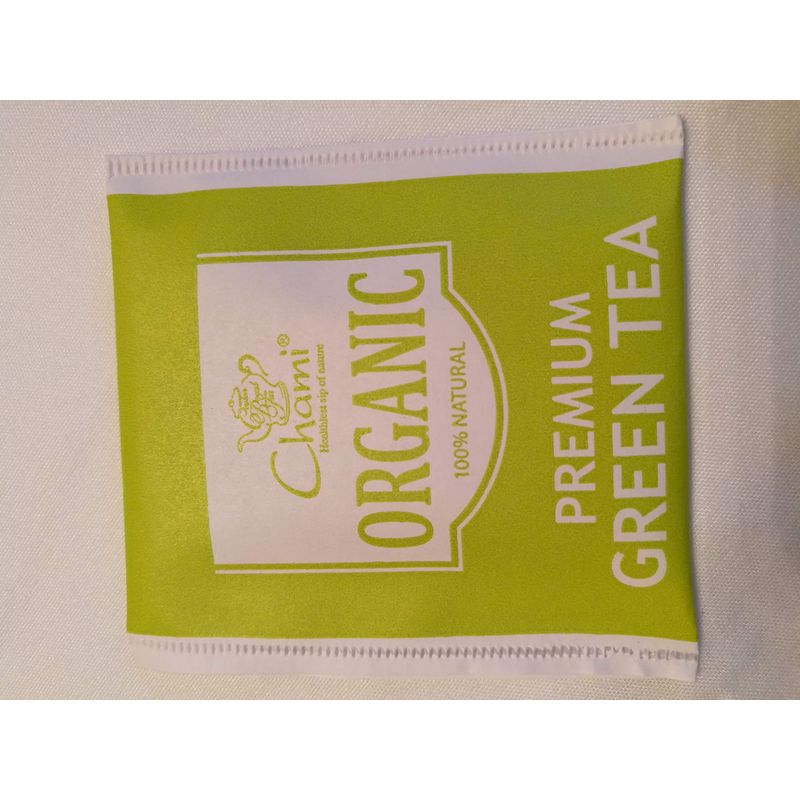 Chami®
Healthiest sip of nature
ORGANIC
100% NATURAL
PREMIUM
GREEN TEA